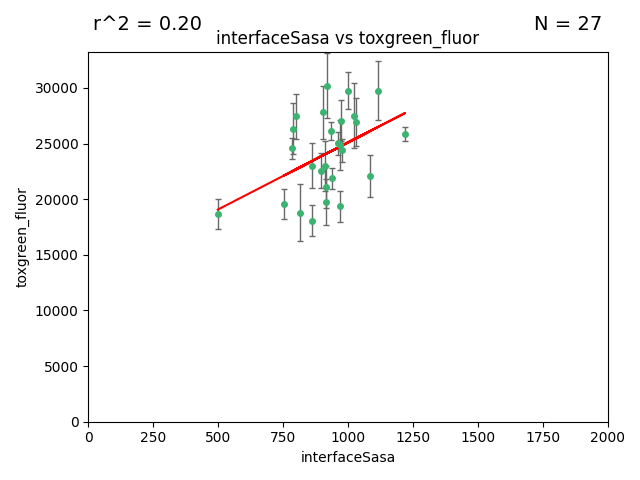 r^2 = 0.20
N = 27
interfaceSasa vs toxgreen_fluor
30000
25000
20000
15000
10000
5000
0
toxgreen_fluor
0 250 500 750 1000 1250 1500 1750 2000
interfaceSasa